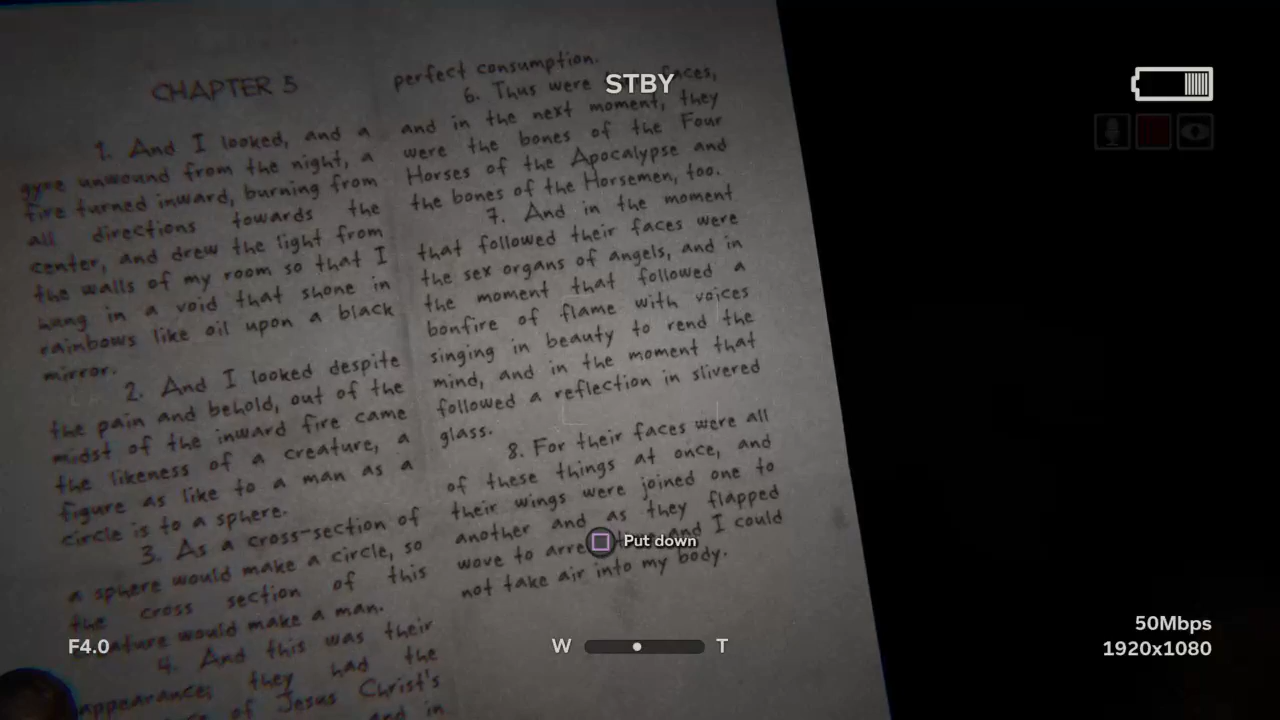 CHAPTER 5
1. And I looked, and a
gyre unwound from the night, a
fire turned inward, burning from
all directions towards the
center, and drew the light from
the walls of my room so that I
hung in a void that shone in
rainbows like oil upon a black
mirror.
2. And I looked despite
the pain and behold, out of the
midst of the inward fire came
the likeness of a creature, a
figure as like to a man as a
circle is to a sphere.
3. As a cross-section of
a sphere would make a circle, so
the cross section of this
would make a man.
4. And this was their
appearance; they had the
of Jesus Christ's
and in
perfect consumption.
6. Thus were faces,
and in the next moment, they
were the bones of the Four
Horses of the Apocalypse and
the bones of the Horsemen, too.
7. And in the moment
that followed their faces were
the sex organs of angels, and in
the moment that followed a
bonfire of flame with voices
singing in beauty to rend the
mind, and in the moment that
followed a reflection in slivered
glass.
8. For their faces were all
of these things at once, and
their wings were joined one to
another and as they flapped
wove to and I could
not take air into my body.
STBY
Put down
F4.0
W T
50Mbps
1920x1080